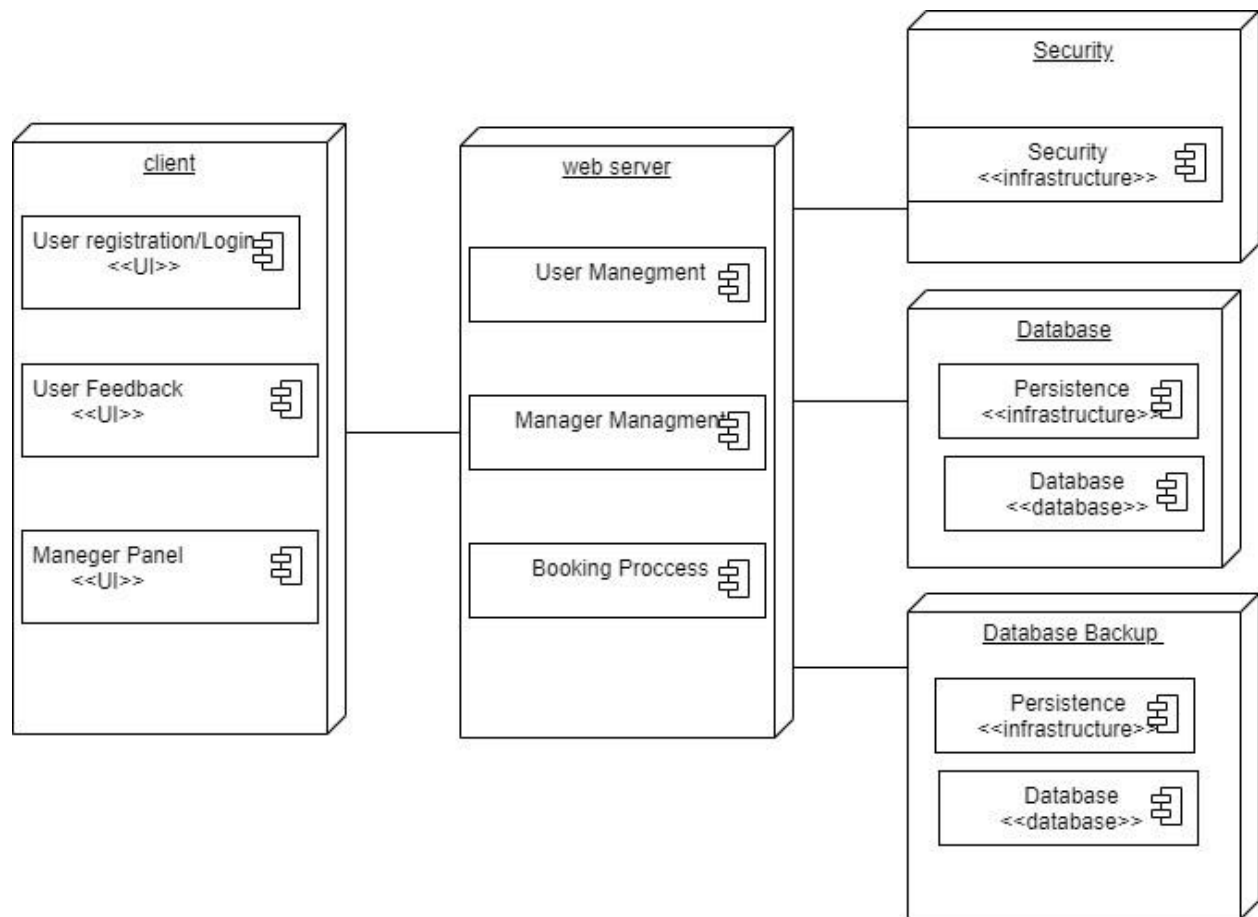 client
User registration/Login
<<UI>>
User Feedback
<<UI>>
Maneger Panel
<<UI>>
web server
User Manegment
Manager Managment
Booking Proccess
Security
Security
<<infrastructure>>
Database
Persistence
<<infrastructure>>
Database
<<database>>
Database Backup
Persistence
<<infrastructure>>
Database
<<database>>